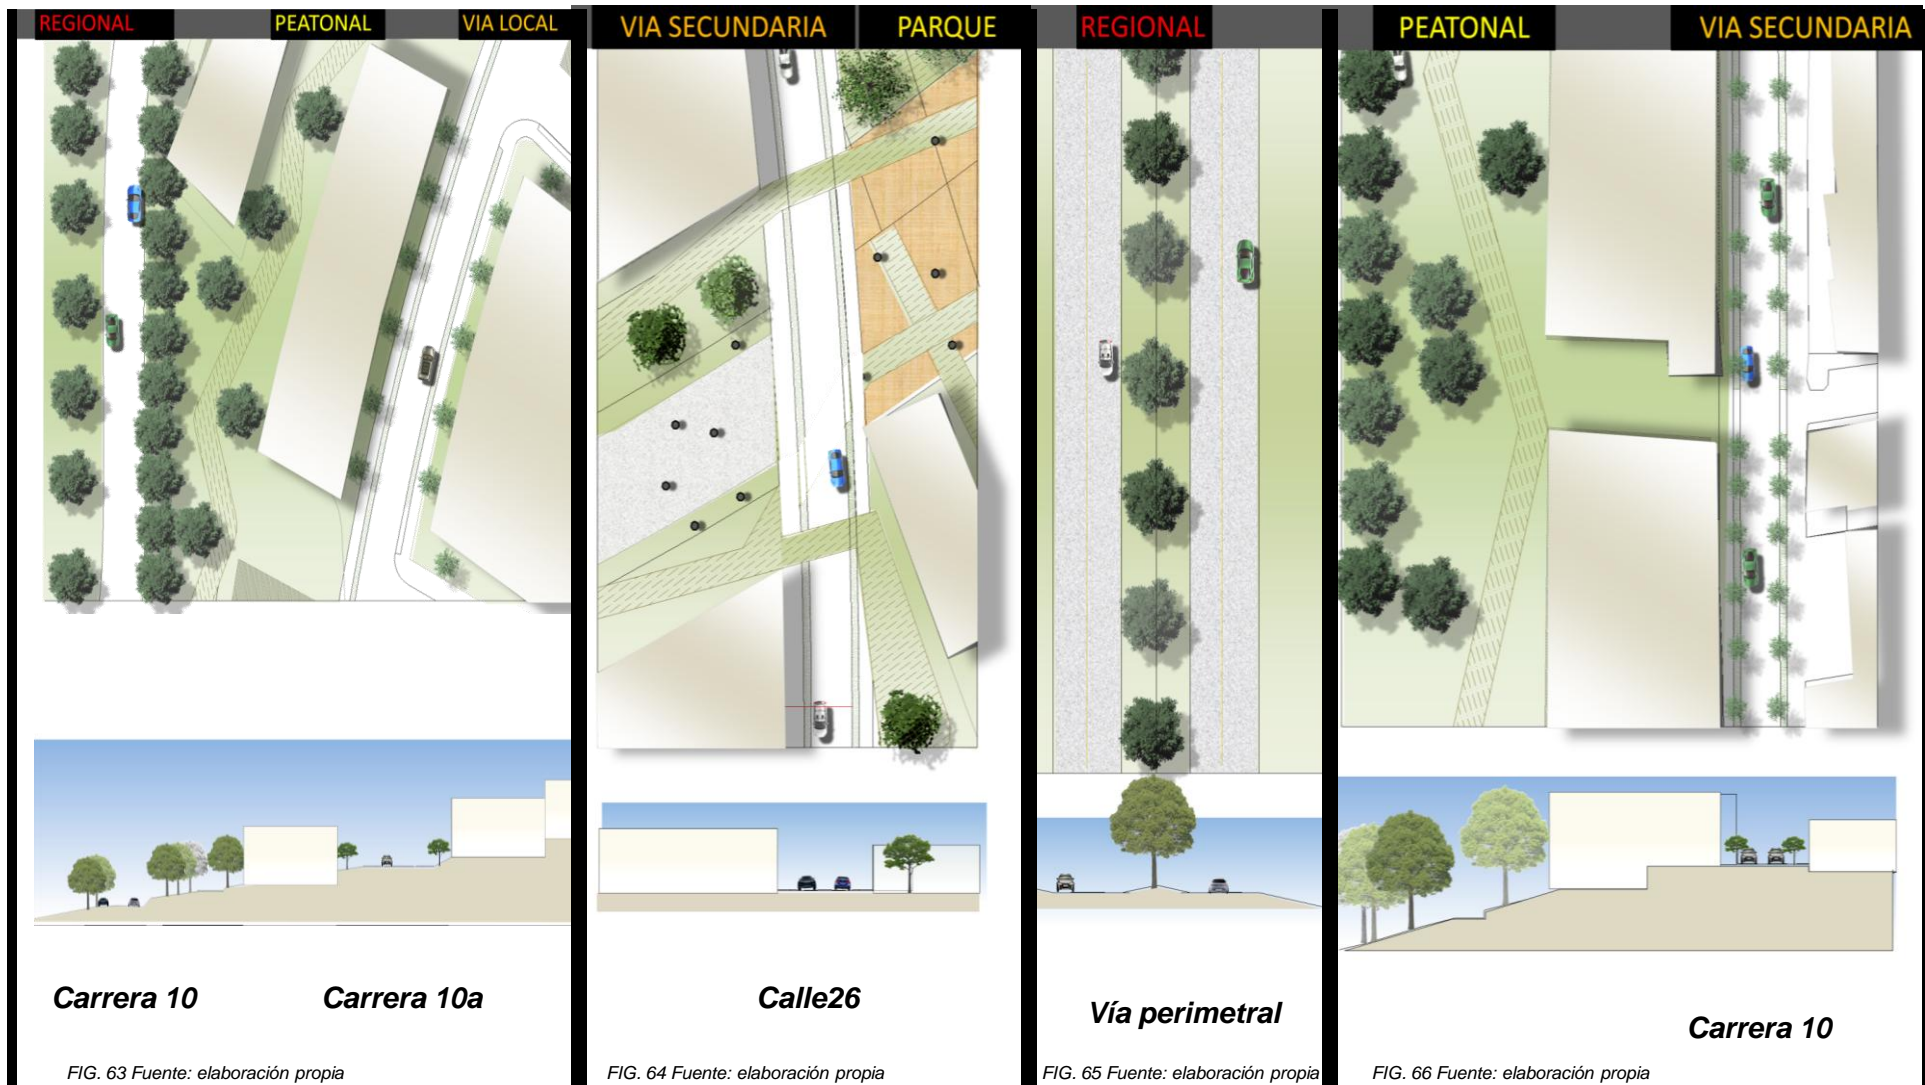 REGIONAL
PEATONAL
VIA LOCAL
Carrera 10
Carrera 10a
FIG. 63 Fuente: elaboración propia
VIA SECUNDARIA
PARQUE
Calle26
FIG. 64 Fuente: elaboración propia
REGIONAL
Vía perimetral
FIG. 65 Fuente: elaboración propia
PEATONAL
VIA SECUNDARIA
Carrera 10
FIG. 66 Fuente: elaboración propia